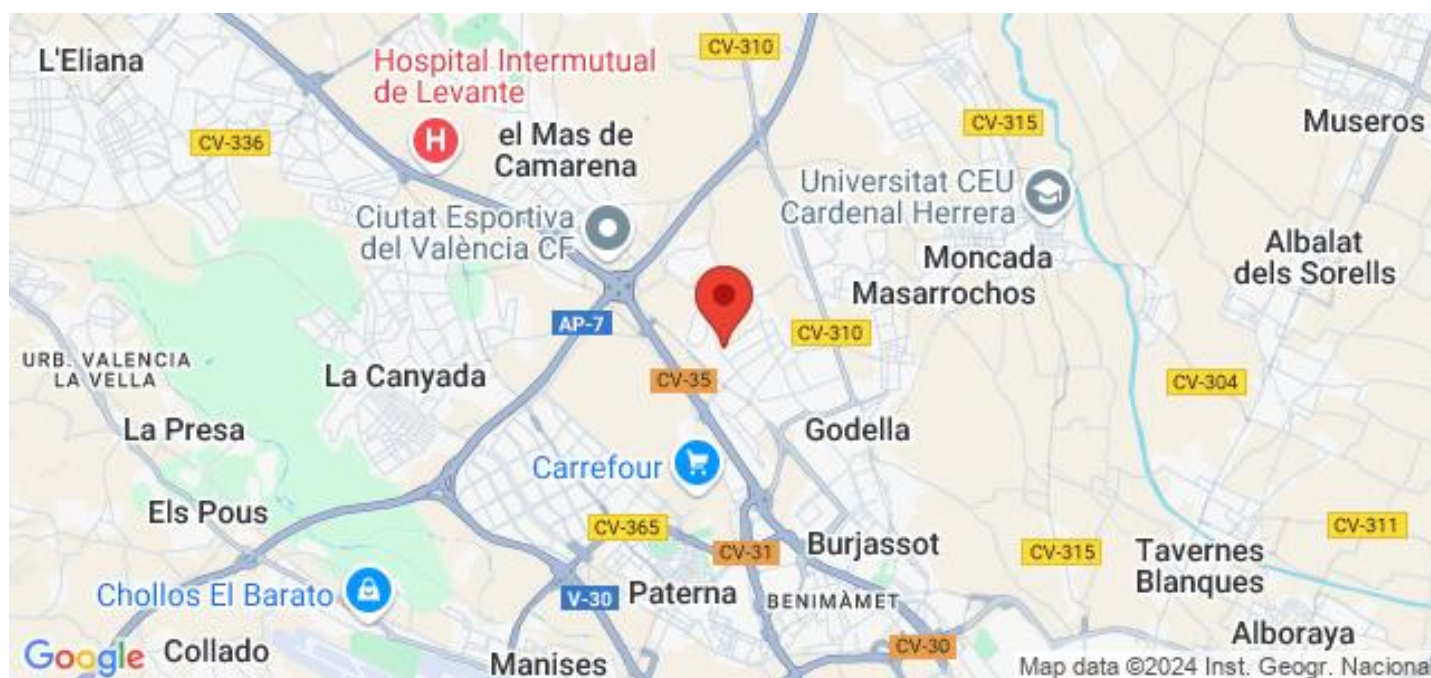 L'Eliana
Hospital Intermutual
de Levante
CV-310
CV-336
el Mas de
Camarena
CV-315
Museros
Universitat CEU
Cardenal Herrera
Ciutat Esportiva
del València CF
Moncada
Albalat
dels Sorells
Masarrochos
AP-7
CV-310
URB. VALENCIA
LA VELLA
La Canyada
CV-35
CV-304
La Presa
Godella
Carrefour
Els Pous
CV-365
CV-311
CV-31
Burjassot
CV-315
Tavernes
Blanques
Chollos El Barato
V-30
Paterna
BENIMÀMET
Google
Collado
Manises
CV-30
Alboraya
Map data ©2024 Inst. Geogr. Naciona